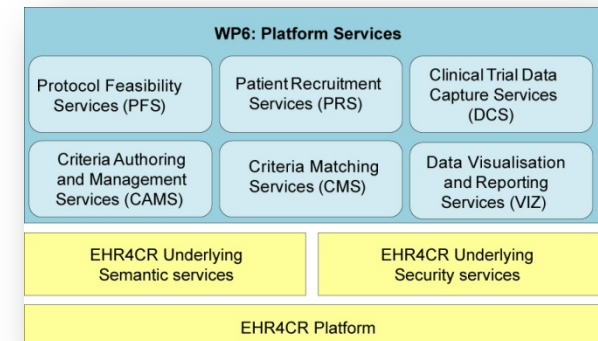 WP6: Platform Services
Protocol Feasibility
Services (PFS)
Patient Recruitment
Services (PRS)
Clinical Trial Data
Capture Services
(DCS)
Criteria Authoring
and Management
Services (CAMS)
Criteria Matching
Services (CMS)
Data Visualisation
and Reporting
Services (VIZ)
EHR4CR Underlying
Semantic services
EHR4CR Underlying
Security services
EHR4CR Platform